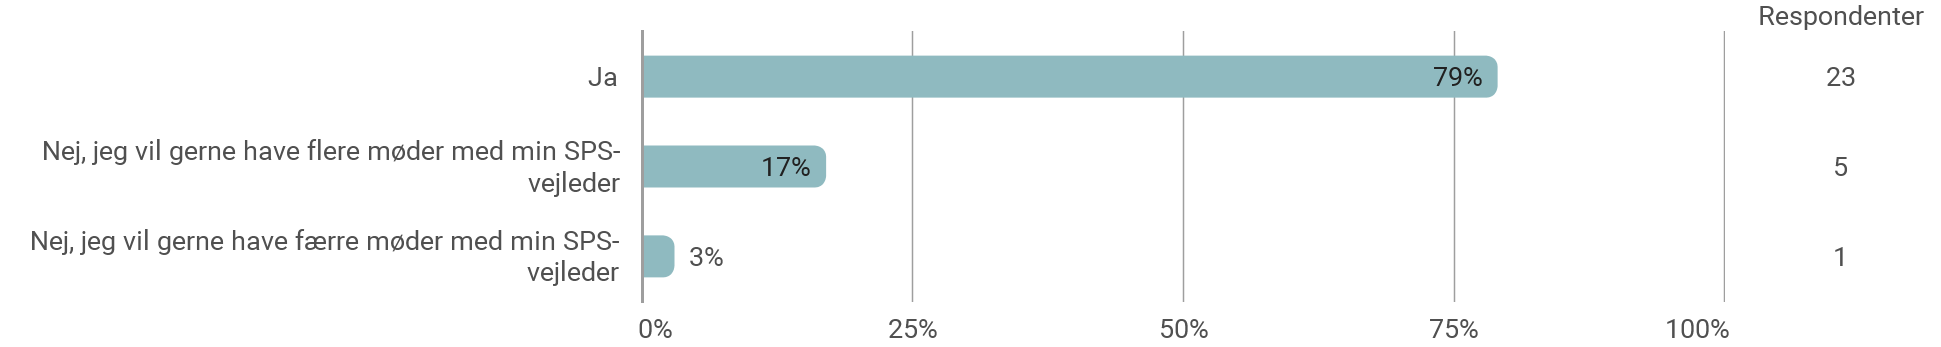 Respondenter
Ja
79%
23
Nej, jeg vil gerne have flere møder med min SPS-
vejleder
17%
5
Nej, jeg vil gerne have færre møder med min SPS-
vejleder
3%
1
0%
25%
50%
75%
100%